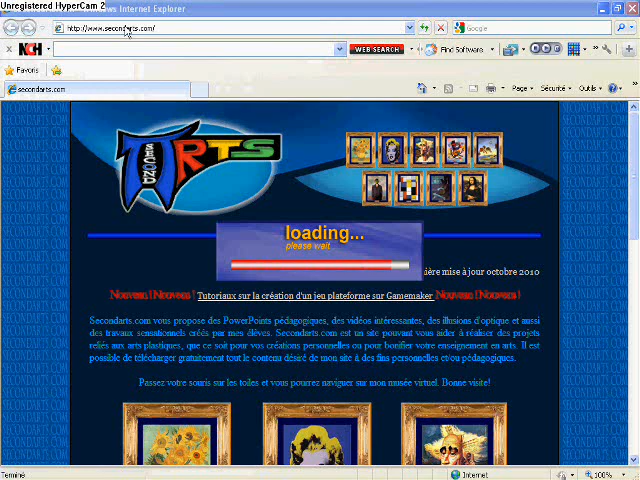 Unregistered HyperCam 2
ws Internet Explorer
http://www.secondarts.com/
Google
NCH
WEB SEARCH
Find Software
Favoris
secondarts.com
Page
Sécurité
Outils
SECOND
ARTS
loading...
please wait
ière mise à jour octobre 2010
Nouveau ! Nouveau ! Tutoriaux sur la création d'un jeu plateforme sur Gamemaker Nouveau ! Nouveau !
Secondarts.com vous propose des PowerPoints pédagogiques, des vidéos intéressantes, des illusions d'optique et aussi
des travaux sensationnels créés par mes élèves. Secondarts.com est un site pouvant vous aider à réaliser des projets
reliés aux arts plastiques, que ce soit pour vos créations personnelles ou pour bonifier votre enseignement en arts. Il est
possible de télécharger gratuitement tout le contenu désiré de mon site à des fins personnelles et/ou pédagogiques.
Passez votre souris sur les toiles et vous pourrez naviguer sur mon musée virtuel. Bonne visite!
Terminé
Internet
100%